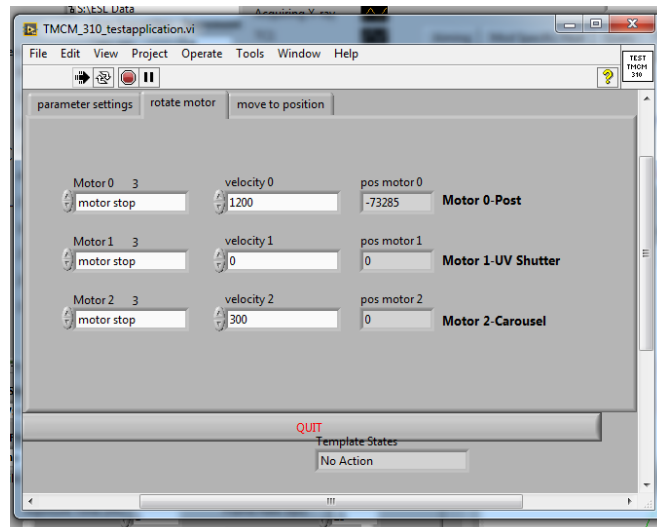 S:\ESL Data
Acquiring X-ray
TMCM_310_testapplication.vi
File Edit View Project Operate Tools Window Help
TEST
TMCM
310
parameter settings rotate motor move to position
Motor 0 3 velocity 0 pos motor 0
motor stop 1200 -73285 Motor 0-Post
Motor 1 3 velocity 1 pos motor 1
motor stop 0 0 Motor 1-UV Shutter
Motor 2 3 velocity 2 pos motor 2
motor stop 300 0 Motor 2-Carousel
QUIT
Template States
No Action